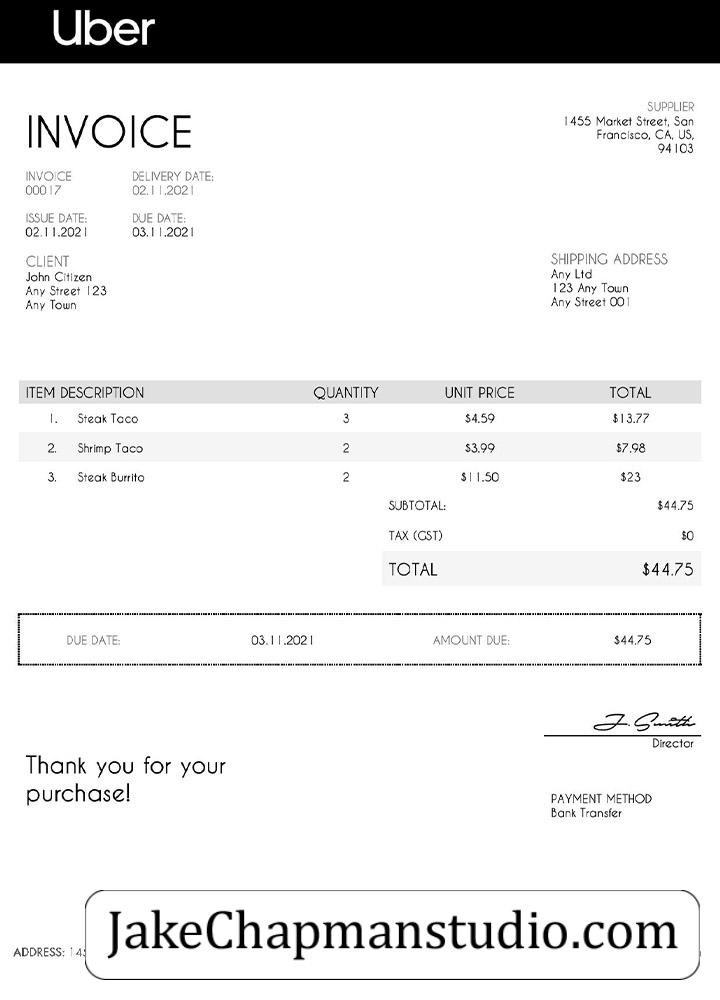 Uber
INVOICE
SUPPLIER
1455 Market Street, San
Francisco, CA, US,
94103
INVOICE DELIVERY DATE:
00017 02.11.2021
ISSUE DATE: DUE DATE:
02.11.2021 03.11.2021
CLIENT
John Citizen
Any Street 123
Any Town
SHIPPING ADDRESS
Any Ltd
123 Any Town
Any Street 001
ITEM DESCRIPTION QUANTITY UNIT PRICE TOTAL
1. Steak Taco 3 $4.59 $13.77
2. Shrimp Taco 2 $3.99 $7.98
3. Steak Burrito 2 $11.50 $23
SUBTOTAL: $44.75
TAX (GST) $0
TOTAL $44.75
DUE DATE: 03.11.2021 AMOUNT DUE: $44.75
J. Smith
Director
Thank you for your
purchase!
PAYMENT METHOD
Bank Transfer
JakeChapmanstudio.com
ADDRESS: